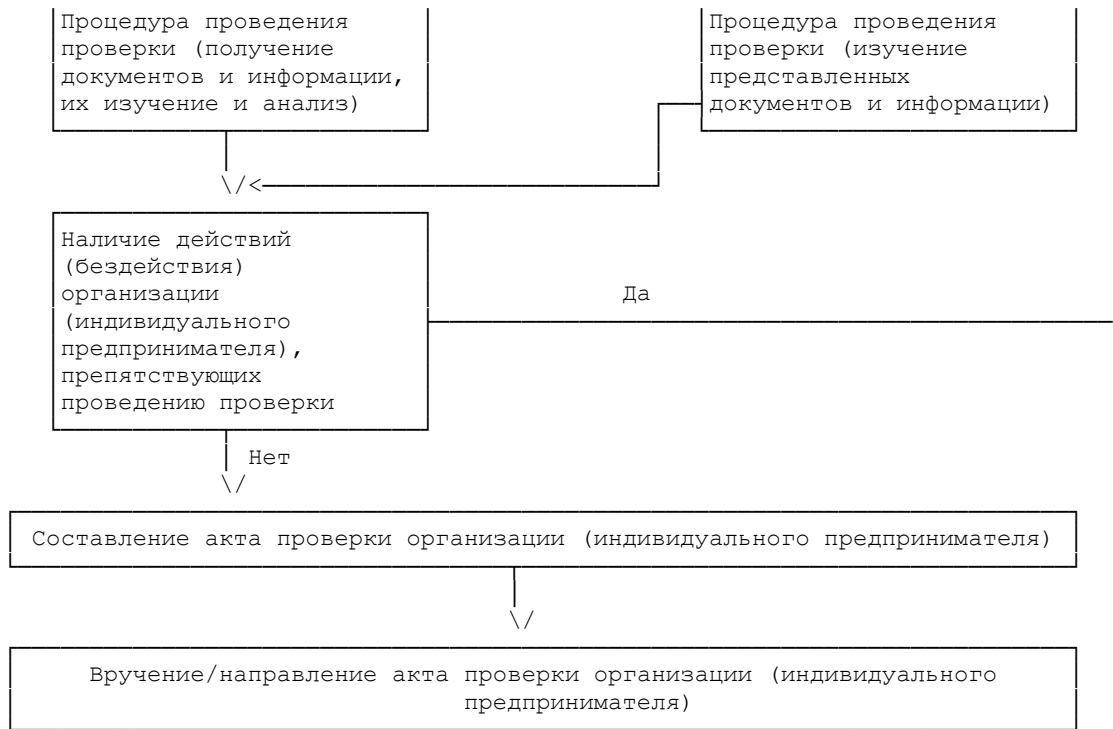 Процедура проведения
проверки (получение
документов и информации,
их изучение и анализ)
Процедура проведения
проверки (изучение
представленных
документов и информации)
Наличие действий
(бездействия)
организации
(индивидуального
предпринимателя),
препятствующих
проведению проверки
Да
Нет
Составление акта проверки организации (индивидуального предпринимателя)
Вручение/направление акта проверки организации (индивидуального
предпринимателя)